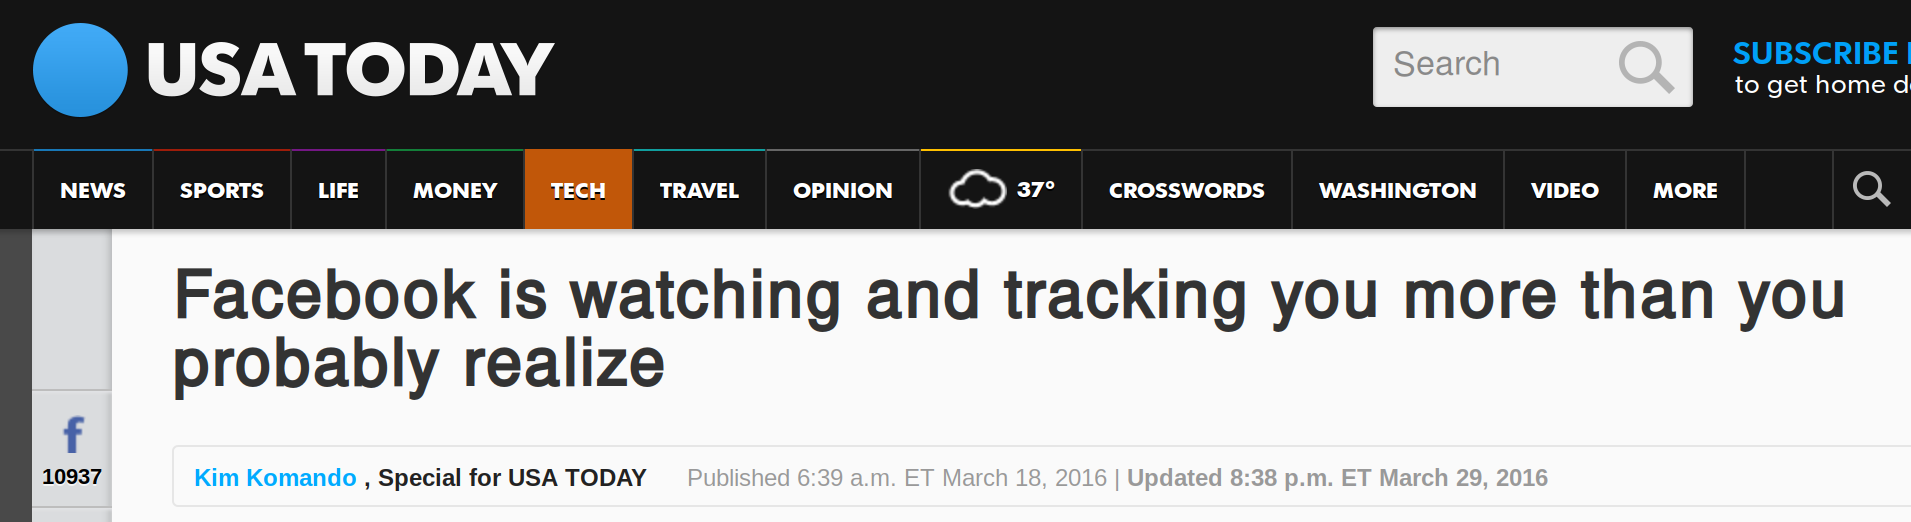 USA TODAY
Search
SUBSCRIBE
to get home
NEWS SPORTS LIFE MONEY TECH TRAVEL OPINION 37° CROSSWORDS WASHINGTON VIDEO MORE
Facebook is watching and tracking you more than you
probably realize
f
10937
Kim Komando , Special for USA TODAY Published 6:39 a.m. ET March 18, 2016 | Updated 8:38 p.m. ET March 29, 2016